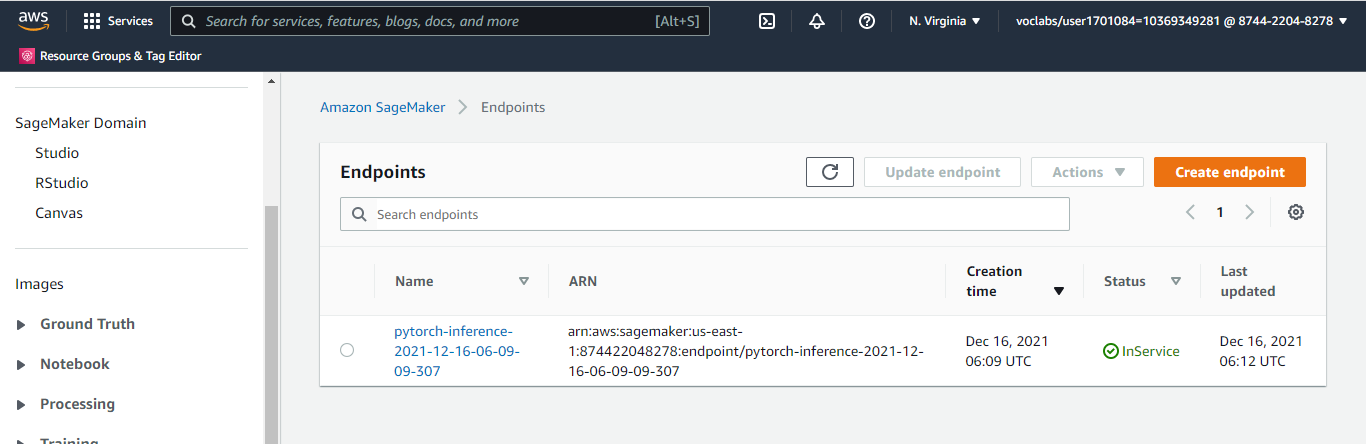 aws
Services
Search for services, features, blogs, docs, and more
[Alt+S]
N. Virginia
voclabs/user1701084=10369349281 @ 8744-2204-8278
Resource Groups & Tag Editor
SageMaker Domain
Studio
RStudio
Canvas
Images
Ground Truth
Notebook
Processing
Training
Amazon SageMaker
Endpoints
Endpoints
Update endpoint
Actions
Create endpoint
Search endpoints
1
Name
ARN
Creation
time
Status
Last
updated
pytorch-inference-
2021-12-16-06-09-
09-307
arn:aws:sagemaker:us-east-
1:874422048278:endpoint/pytorch-inference-2021-12-
16-06-09-09-307
Dec 16, 2021
06:09 UTC
InService
Dec 16, 2021
06:12 UTC